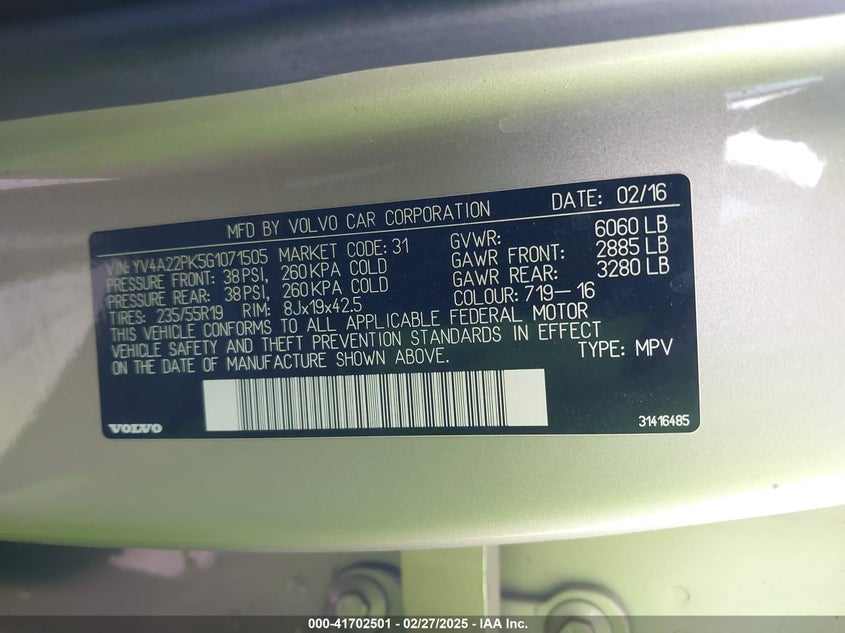 MFD BY VOLVO CAR CORPORATION DATE: 02/16
VIN: YV4A22PK5G1071505 MARKET CODE: 31 GVWR: 6060 LB
PRESSURE FRONT: 38 PSI, 260 KPA COLD GAWR FRONT: 2885 LB
PRESSURE REAR: 38 PSI, 260 KPA COLD GAWR REAR: 3280 LB
TIRES: 235/55R19 RIM: 8Jx19x42.5 COLOUR: 719-16
THIS VEHICLE CONFORMS TO ALL APPLICABLE FEDERAL MOTOR
VEHICLE SAFETY AND THEFT PREVENTION STANDARDS IN EFFECT
ON THE DATE OF MANUFACTURE SHOWN ABOVE. TYPE: MPV
VOLVO 31416485
000-41702501 - 02/27/2025 - IAA Inc.